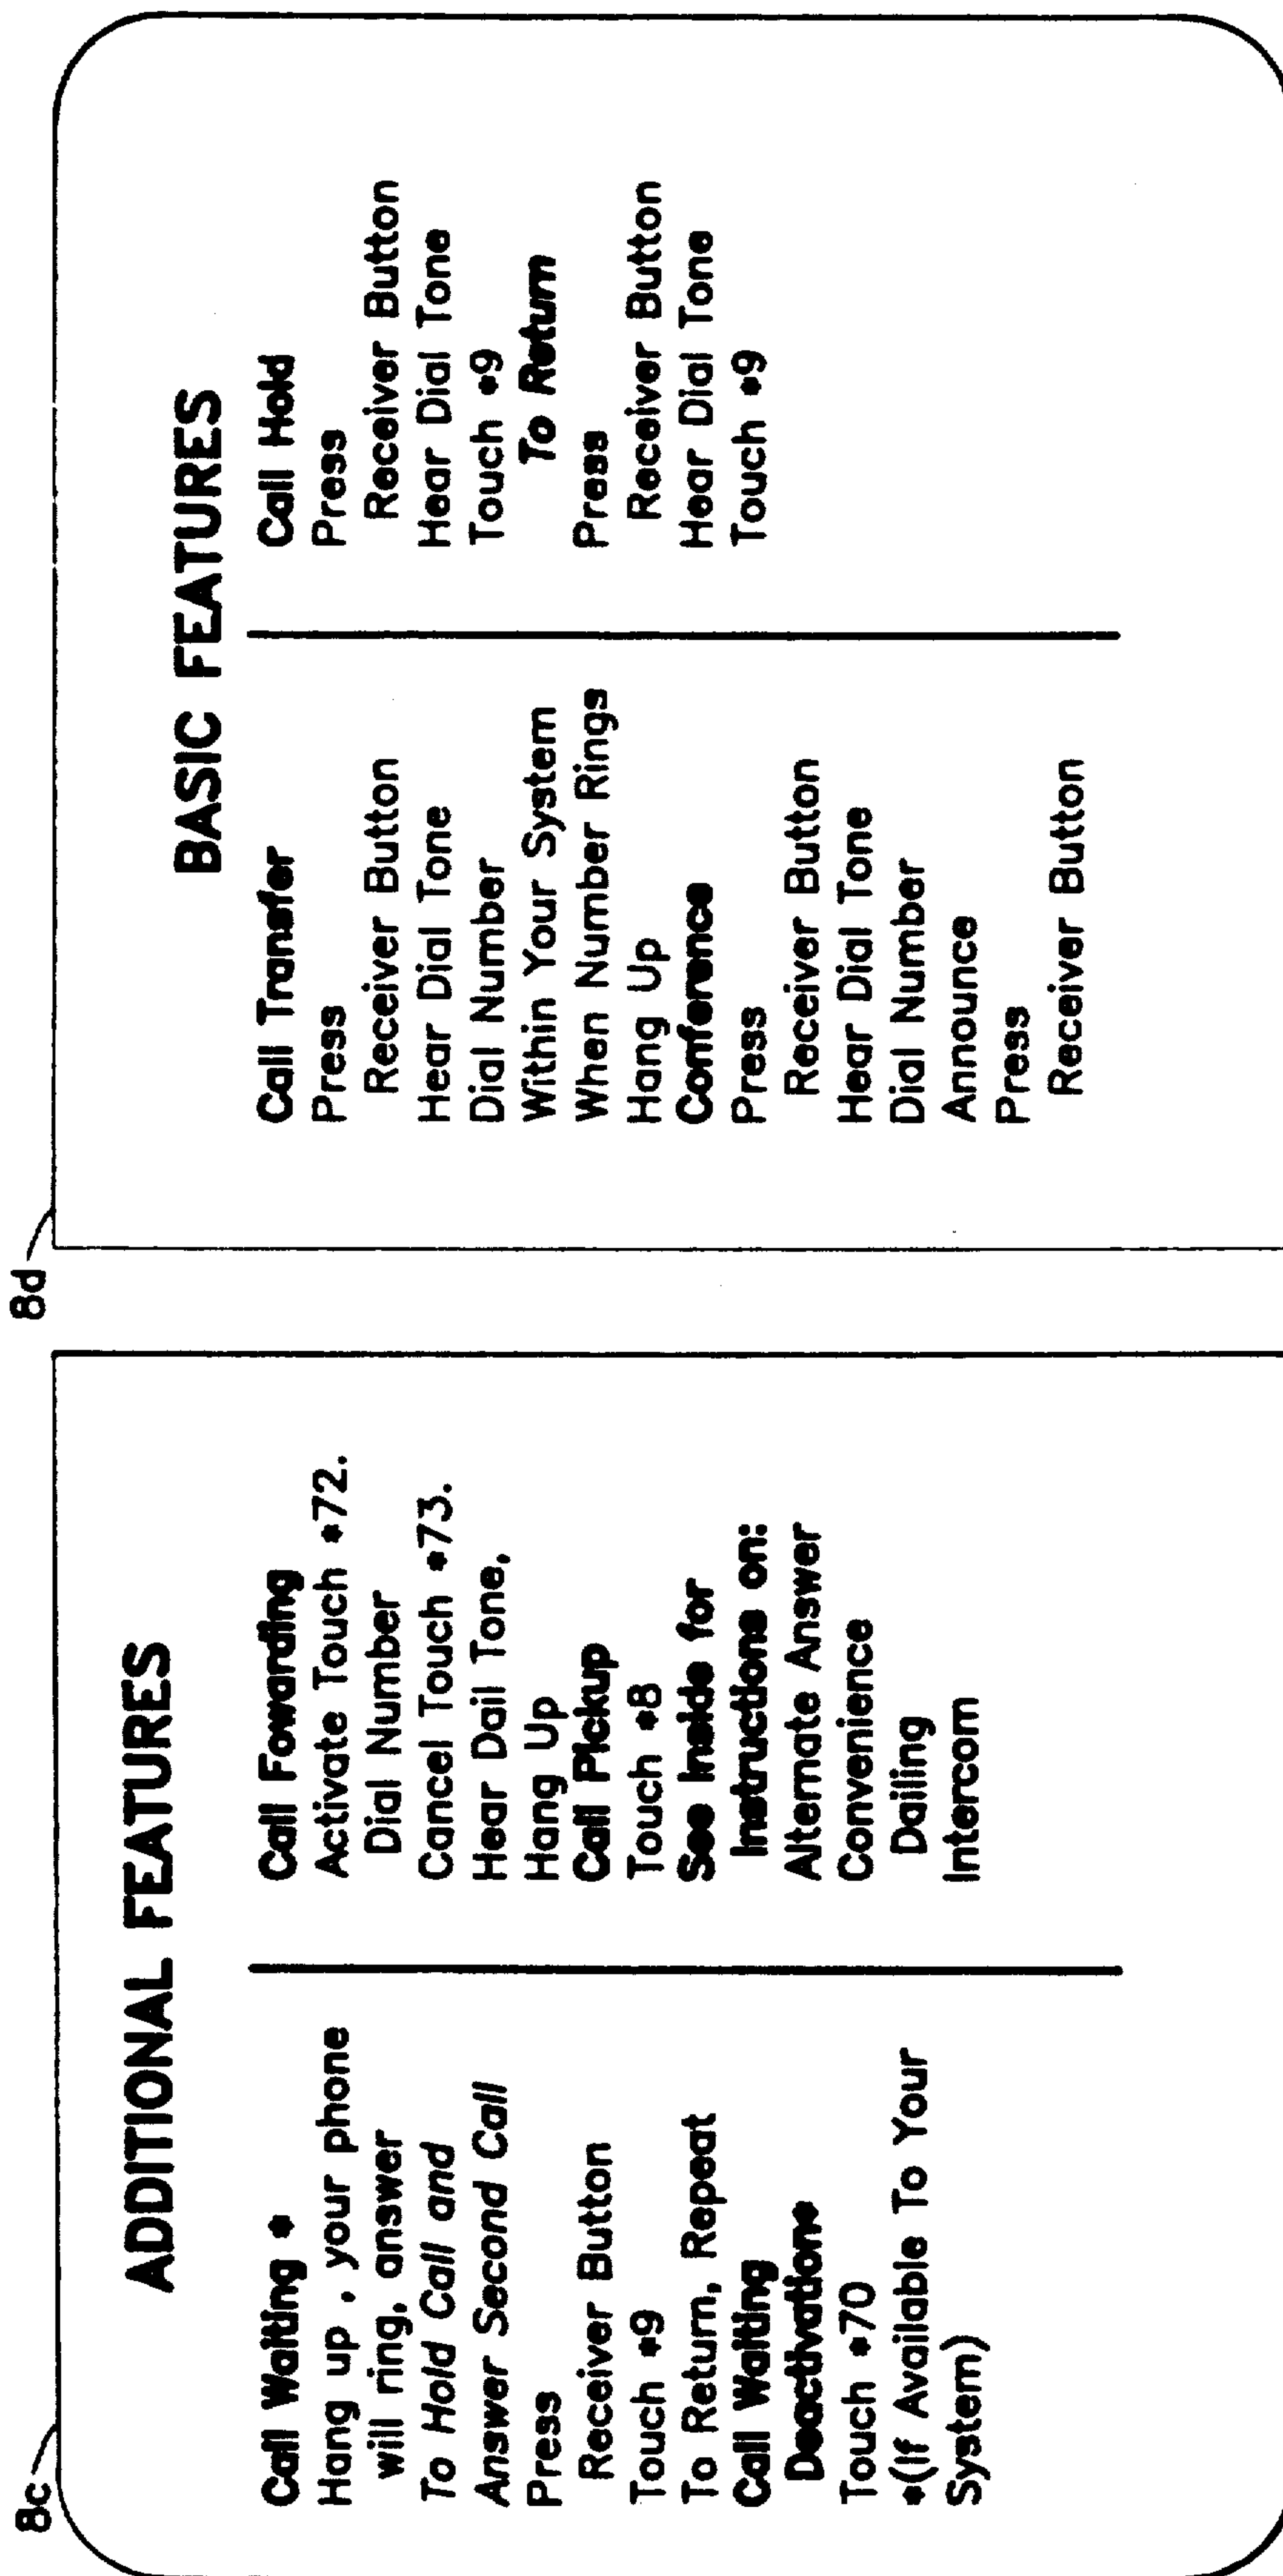 8c
ADDITIONAL FEATURES
Call Waiting *
Hang up , your phone
will ring, answer
To Hold Call and
Answer Second Call
Press
Receiver Button
Touch *9
To Return, Repeat
Call Waiting
Deactivation*
Touch *70
*(If Available To Your
System)
Call Fowarding
Activate Touch *72.
Dial Number
Cancel Touch *73.
Hear Dail Tone,
Hang Up
Call Pickup
Touch *8
See Inside for
Instructions on:
Alternate Answer
Convenience
Dailing
Intercom
8d
BASIC FEATURES
Call Transfer
Press
Receiver Button
Hear Dial Tone
Dial Number
Within Your System
When Number Rings
Hang Up
Conference
Press
Receiver Button
Hear Dial Tone
Dial Number
Announce
Press
Receiver Button
Call Hold
Press
Receiver Button
Hear Dial Tone
Touch *9
To Return
Press
Receiver Button
Hear Dial Tone
Touch *9